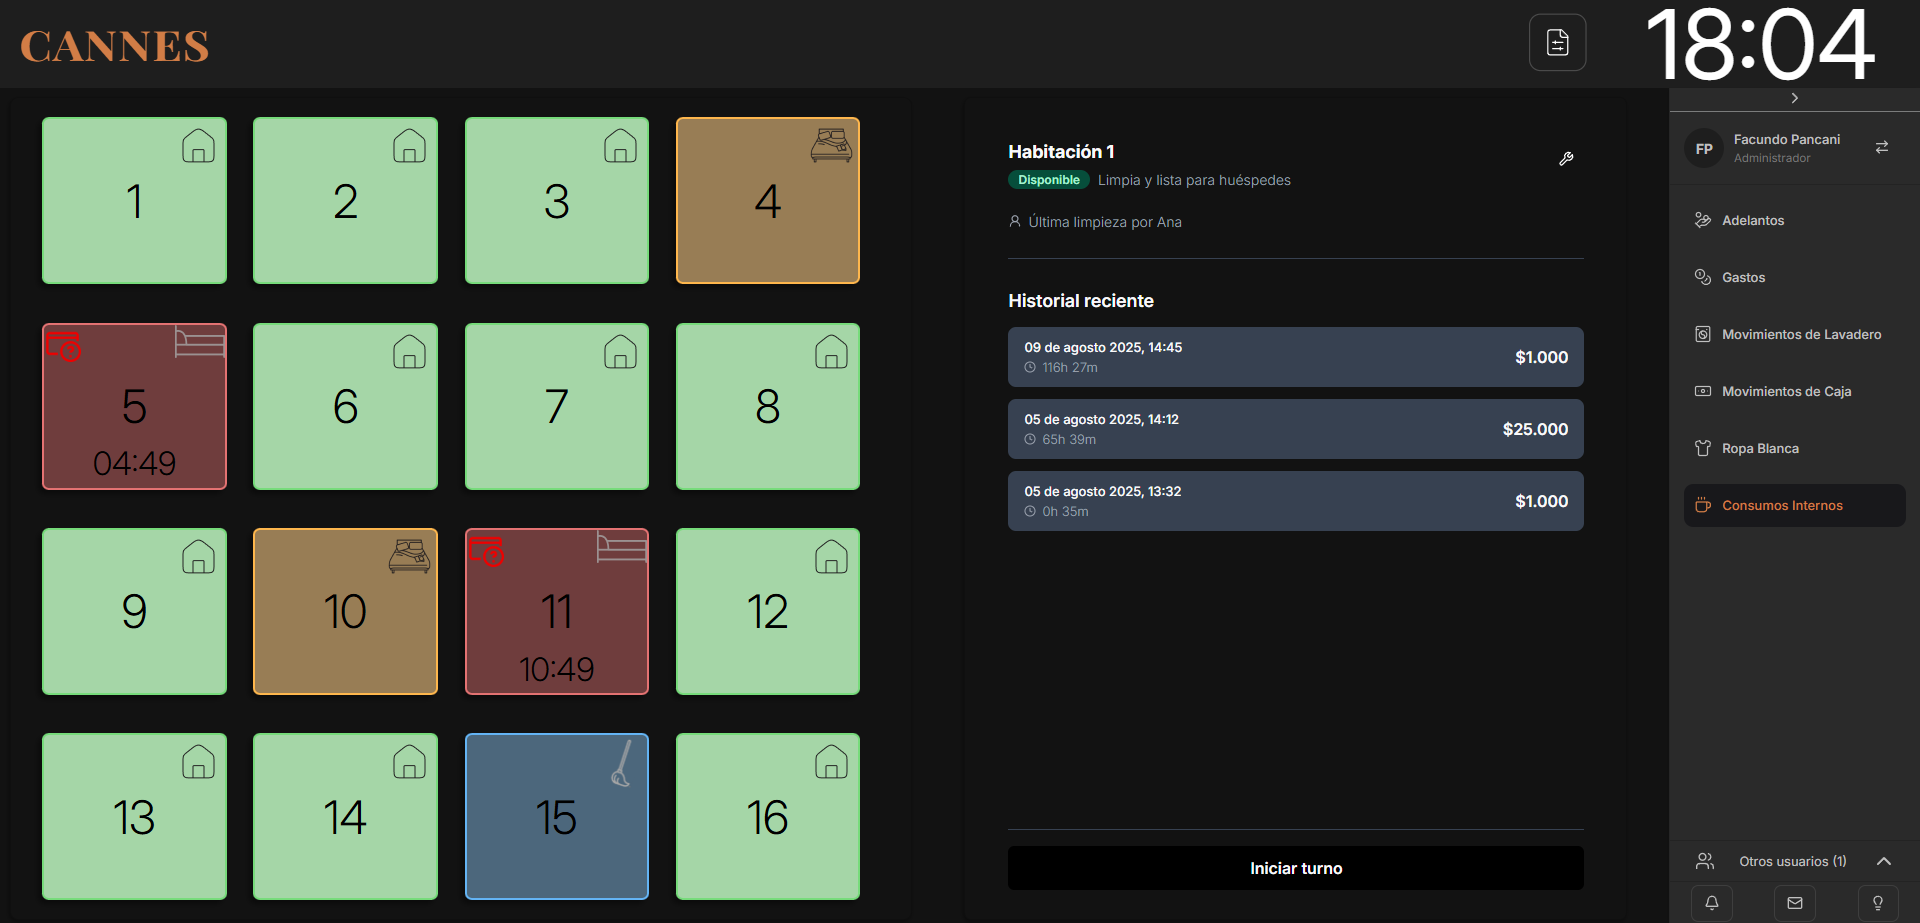 CANNES
18:04
1
2
3
4
5
04:49
6
7
8
9
10
11
10:49
12
13
14
15
16
Habitación 1
Disponible Limpia y lista para huéspedes
Última limpieza por Ana
Historial reciente
09 de agosto 2025, 14:45
116h 27m
$1.000
05 de agosto 2025, 14:12
65h 39m
$25.000
05 de agosto 2025, 13:32
0h 35m
$1.000
Iniciar turno
FP
Facundo Pancani
Administrador
Adelantos
Gastos
Movimientos de Lavadero
Movimientos de Caja
Ropa Blanca
Consumos Internos
Otros usuarios (1)